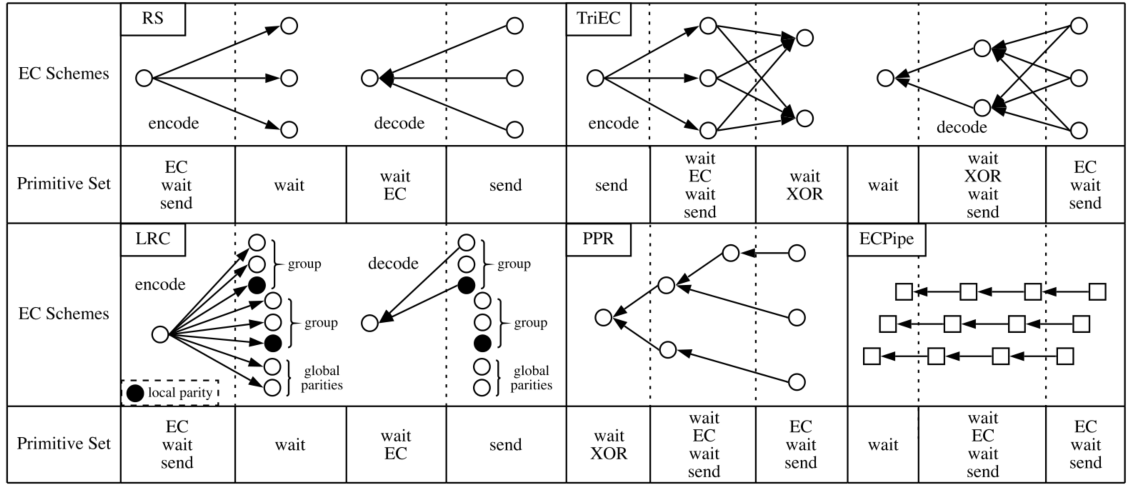 EC Schemes
RS
encode
decode
TriEC
encode
decode
Primitive Set
EC
wait
send
wait
wait
EC
send
send
wait
EC
wait
send
wait
XOR
wait
wait
XOR
wait
send
EC
wait
send
EC Schemes
LRC
encode
group
group
global
parities
local parity
decode
group
group
global
parities
PPR
ECPipe
Primitive Set
EC
wait
send
wait
wait
EC
send
wait
XOR
wait
EC
wait
send
EC
wait
send
wait
wait
EC
wait
send
EC
wait
send